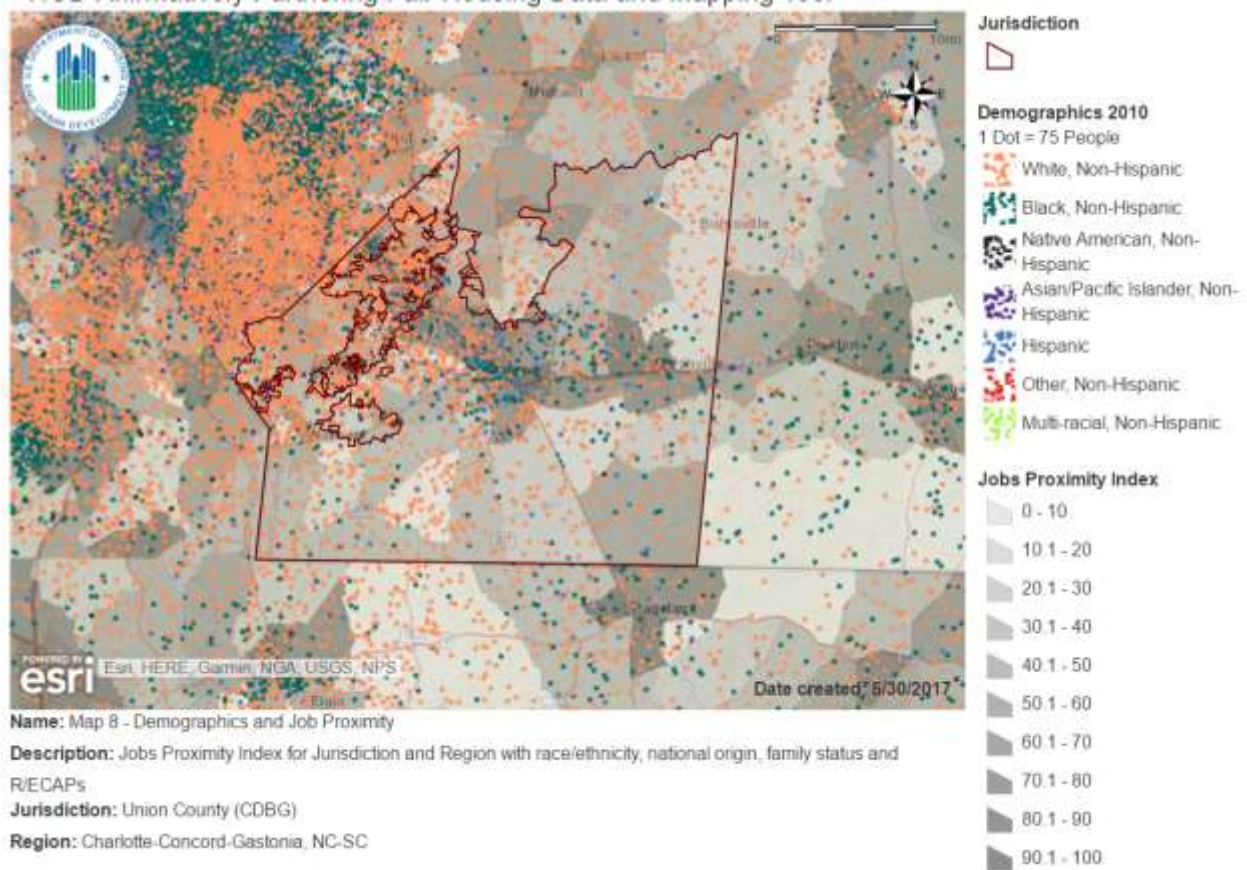 Jurisdiction
Demographics 2010
1 Dot = 75 People
White, Non-Hispanic
Black, Non-Hispanic
Native American, Non-
Hispanic
Asian/Pacific Islander, Non-
Hispanic
Hispanic
Other, Non-Hispanic
Multi-racial, Non-Hispanic
Jobs Proximity Index
0 - 10
10.1 - 20
20.1 - 30
30.1 - 40
40.1 - 50
50.1 - 60
60.1 - 70
70.1 - 80
80.1 - 90
90.1 - 100
POWERED BY
esri
Esri, HERE, Garmin, NGA, USGS, NPS
Date created: 5/30/2017
Name: Map 8 - Demographics and Job Proximity
Description: Jobs Proximity Index for Jurisdiction and Region with race/ethnicity, national origin, family status and
R/ECAPs
Jurisdiction: Union County (CDBG)
Region: Charlotte-Concord-Gastonia, NC-SC